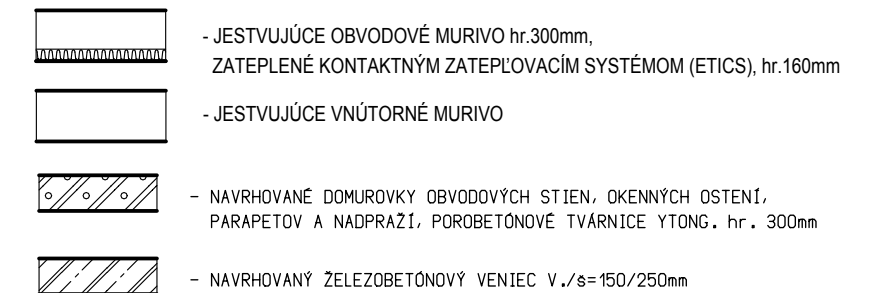 - JESTVUJÚCE OBVODOVÉ MURIVO hr.300mm,
ZATEPLENÉ KONTAKTNÝM ZATEPĽOVACÍM SYSTÉMOM (ETICS), hr.160mm
- JESTVUJÚCE VNÚTORNÉ MURIVO
- NAVRHOVANÉ DOMUROVKY OBVODOVÝCH STIEN, OKENNÝCH OSTENÍ,
PARAPETOV A NADPRAŽÍ, POROBETÓNOVÉ TVÁRNICE YTONG. hr. 300mm
- NAVRHOVANÝ ŽELEZOBETÓNOVÝ VENIEC V./š=150/250mm